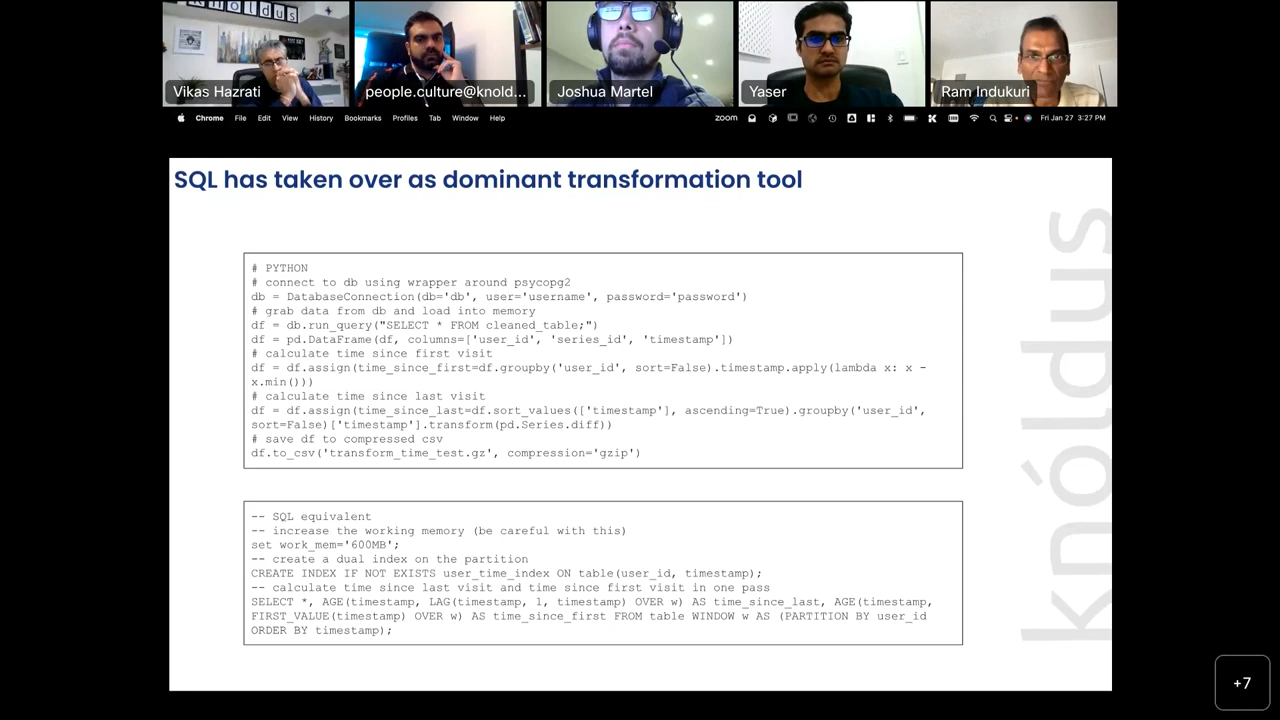 knoldus
Vikas Hazrati
people.culture@knold...
Joshua Martel
Yaser
Ram Indukuri
Chrome File Edit View History Bookmarks Profiles Tab Window Help
zoom
Fri Jan 27 3:27 PM
SQL has taken over as dominant transformation tool
# PYTHON
# connect to db using wrapper around psycopg2
db = DatabaseConnection(db='db', user='username', password='password')
# grab data from db and load into memory
df = db.run_query("SELECT * FROM cleaned_table;")
df = pd.DataFrame(df, columns=['user_id', 'series_id', 'timestamp'])
# calculate time since first visit
df = df.assign(time_since_first=df.groupby('user_id', sort=False).timestamp.apply(lambda x: x -
x.min()))
# calculate time since last visit
df = df.assign(time_since_last=df.sort_values(['timestamp'], ascending=True).groupby('user_id',
sort=False)['timestamp'].transform(pd.Series.diff))
# save df to compressed csv
df.to_csv('transform_time_test.gz', compression='gzip')
-- SQL equivalent
-- increase the working memory (be careful with this)
set work_mem='600MB';
-- create a dual index on the partition
CREATE INDEX IF NOT EXISTS user_time_index ON table(user_id, timestamp);
-- calculate time since last visit and time since first visit in one pass
SELECT *, AGE(timestamp, LAG(timestamp, 1, timestamp) OVER w) AS time_since_last, AGE(timestamp,
FIRST_VALUE(timestamp) OVER w) AS time_since_first FROM table WINDOW w AS (PARTITION BY user_id
ORDER BY timestamp);
knóldus
+7